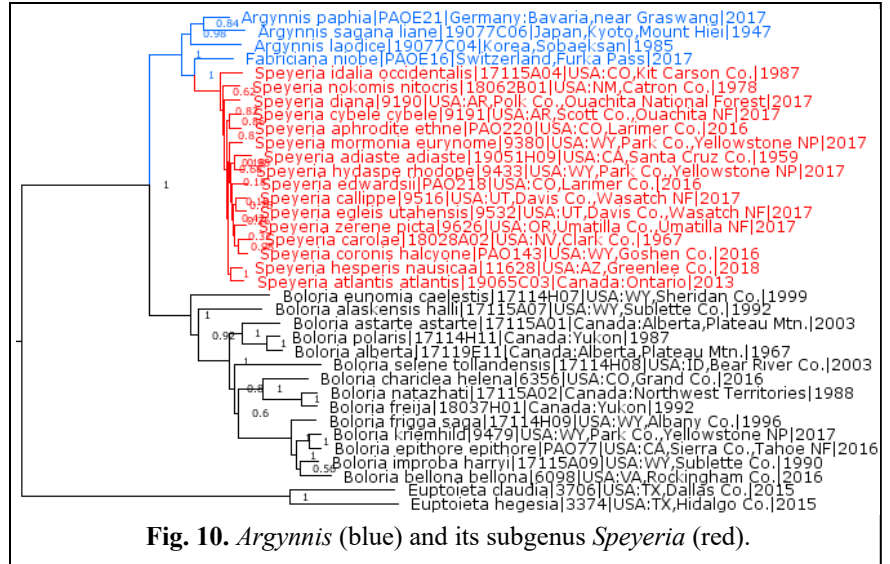 Argynnis paphia|PAOE21|Germany:Bavaria,near Graswang|2017
0.84
Argynnis sagana liane|19077C06|Japan,Kyoto,Mount Hiei|1947
0.98
Argynnis laodice|19077C04|Korea,Sobaeksan|1985
1
Fabriciana niobe|PAOE16|Switzerland,Furka Pass|2017
1
Speyeria idalia occidentalis|17115A04|USA:CO,Kit Carson Co.|1987
Speyeria nokomis nitocris|18062B01|USA:NM,Catron Co.|1978
Speyeria diana|9190|USA:AR,Polk Co.,Ouachita National Forest|2017
Speyeria cybele cybele|9191|USA:AR,Scott Co.,Ouachita NF|2017
Speyeria aphrodite ethne|PAO220|USA:CO,Larimer Co.|2016
Speyeria mormonia eurynome|9380|USA:WY,Park Co.,Yellowstone NP|2017
Speyeria adiaste adiaste|19051H09|USA:CA,Santa Cruz Co.|1959
Speyeria hydaspe rhodope|9433|USA:WY,Park Co.,Yellowstone NP|2017
Speyeria edwardsii|PAO218|USA:CO,Larimer Co.|2016
1
Speyeria callippe|9516|USA:UT,Davis Co.,Wasatch NF|2017
Speyeria egleis utahensis|9532|USA:UT,Davis Co.,Wasatch NF|2017
Speyeria zerene picta|9626|USA:OR,Umatilla Co.,Umatilla NF|2017
Speyeria carolae|18028A02|USA:NV,Clark Co.|1967
Speyeria coronis halcyone|PAO143|USA:WY,Goshen Co.|2016
Speyeria hesperis nausicaa|11628|USA:AZ,Greenlee Co.|2018
1
Speyeria atlantis atlantis|19065C03|Canada:Ontario|2013
Boloria eunomia caelestis|17114H07|USA:WY,Sheridan Co.|1999
1
Boloria alaskensis halli|17115A07|USA:WY,Sublette Co.|1992
1
Boloria astarte astarte|17115A01|Canada:Alberta,Plateau Mtn.|2003
0.92
1
Boloria polaris|17114H11|Canada:Yukon|1987
1
Boloria alberta|17119E11|Canada:Alberta,Plateau Mtn.|1967
1
Boloria selene tollandensis|17114H08|USA:ID,Bear River Co.|2003
Boloria chariclea helena|6356|USA:CO,Grand Co.|2016
0.8
1
Boloria natazhati|17115A02|Canada:Northwest Territories|1988
1
Boloria freija|18037H01|Canada:Yukon|1992
0.6
Boloria frigga saga|17114H09|USA:WY,Albany Co.|1996
1
Boloria kriemhild|9479|USA:WY,Park Co.,Yellowstone NP|2017
1
Boloria epithore epithore|PAO77|USA:CA,Sierra Co.,Tahoe NF|2016
1
Boloria improba harryi|17115A09|USA:WY,Sublette Co.|1990
0.56
Boloria bellona bellona|6098|USA:VA,Rockingham Co.|2016
Euptoieta claudia|3706|USA:TX,Dallas Co.|2015
1
Euptoieta hegesia|3374|USA:TX,Hidalgo Co.|2015
Fig. 10. Argynnis (blue) and its subgenus Speyeria (red).